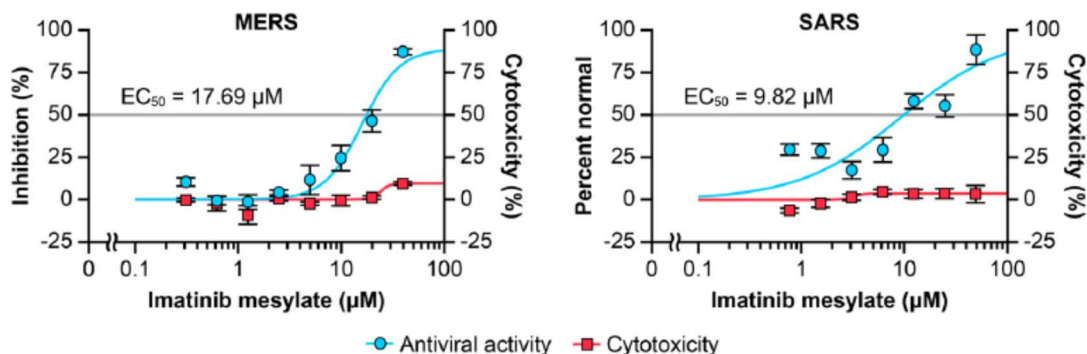 MERS
100
75
50
25
0
-25
Inhibition (%)
EC50 = 17.69 µM
100
75
50
25
0
-25
Cytotoxicity (%)
0 0.1 1 10 100
Imatinib mesylate (µM)
SARS
100
75
50
25
0
-25
Percent normal
EC50 = 9.82 µM
100
75
50
25
0
-25
Cytotoxicity (%)
0 0.1 1 10 100
Imatinib mesylate (µM)
Antiviral activity Cytotoxicity